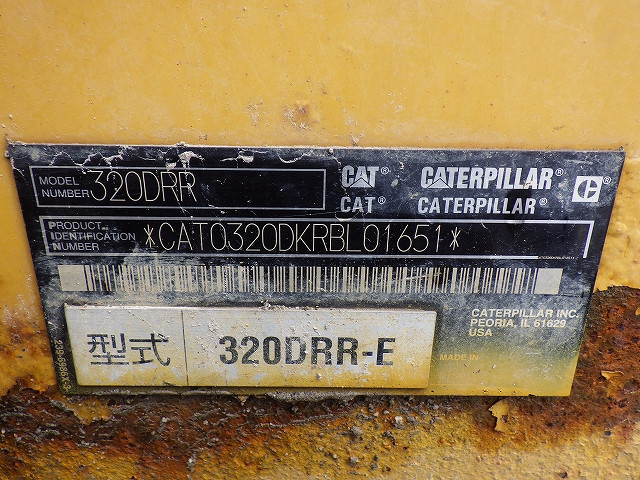 MODEL
NUMBER 320DRR
CAT® CATERPILLAR® C®
CAT® CATERPILLAR®
PRODUCT
IDENTIFICATION
NUMBER *CAT0320DKRBL01651*
CATERPILLAR INC.
PEORIA, IL 61629
USA
MADE IN
型式 320DRR-E